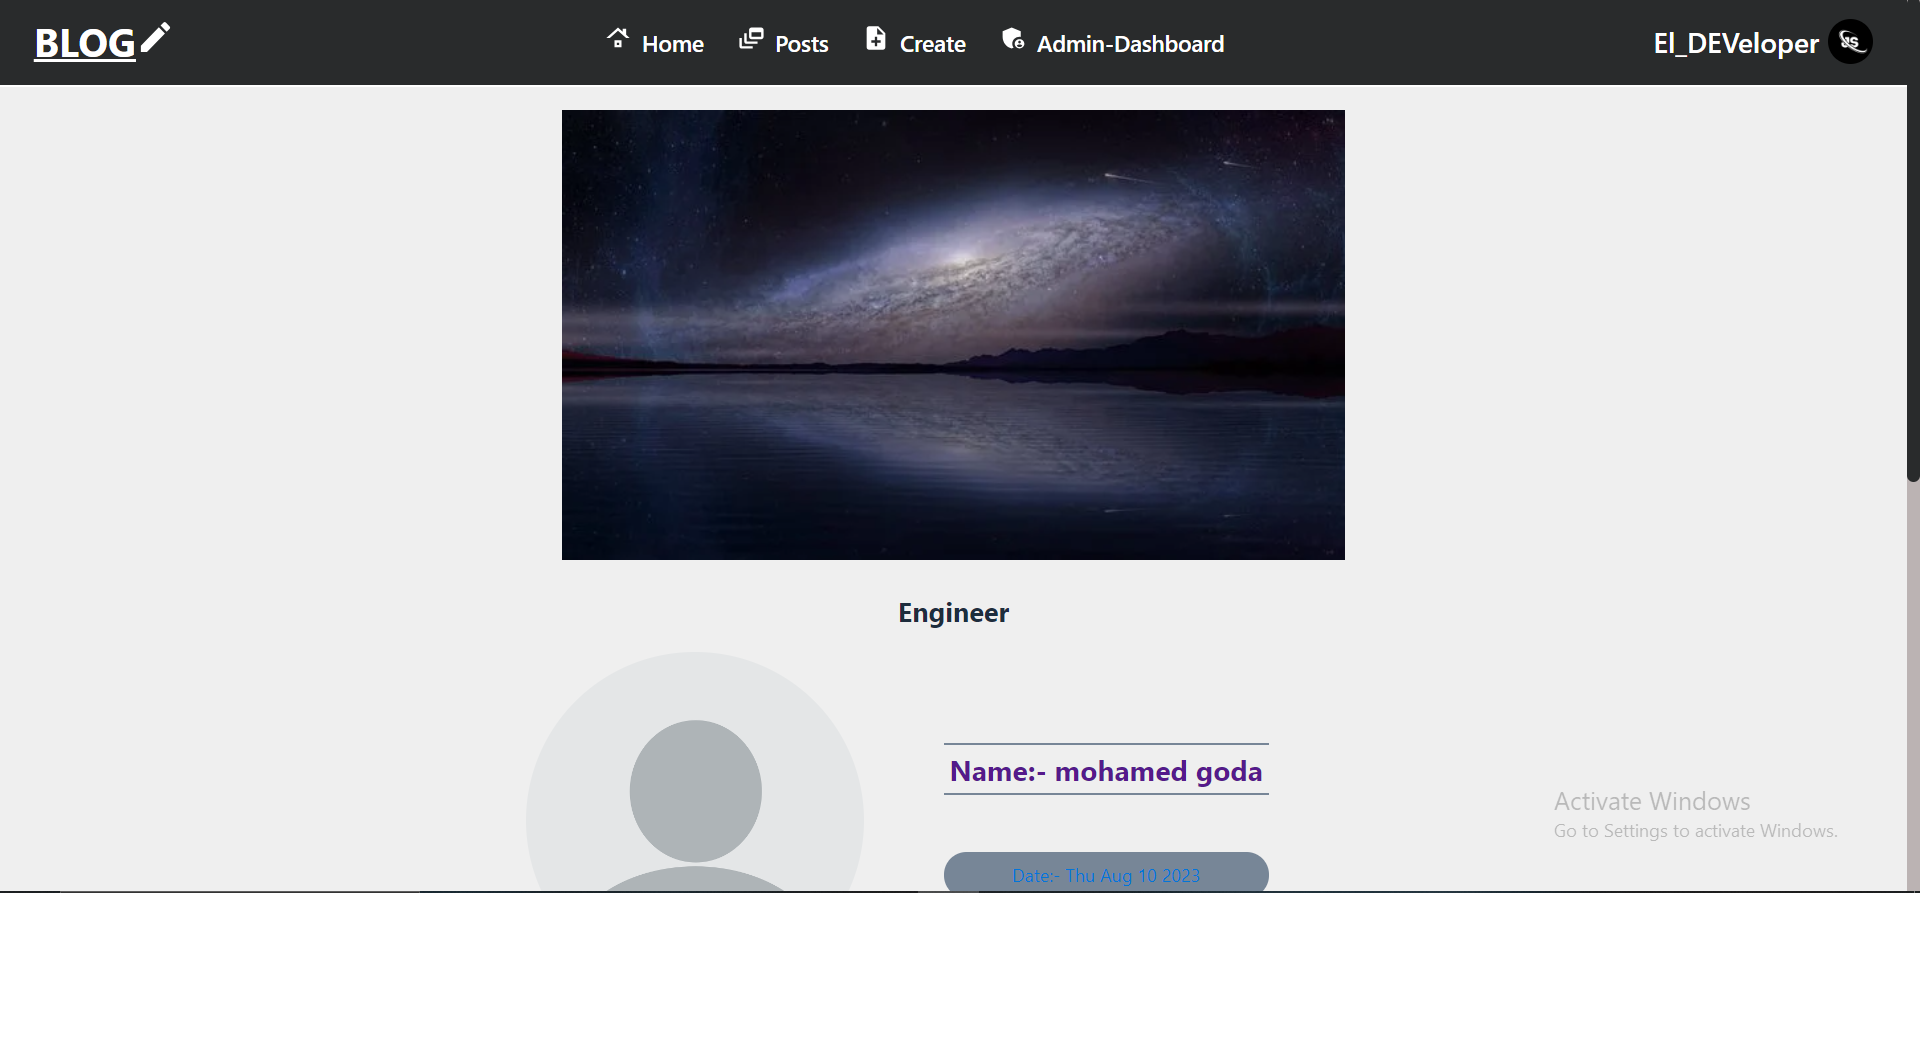 BLOG
Home
Posts
Create
Admin-Dashboard
El_DEVeloper
JS
Engineer
Name:- mohamed goda
Date:- Thu Aug 10 2023
Activate Windows
Go to Settings to activate Windows.